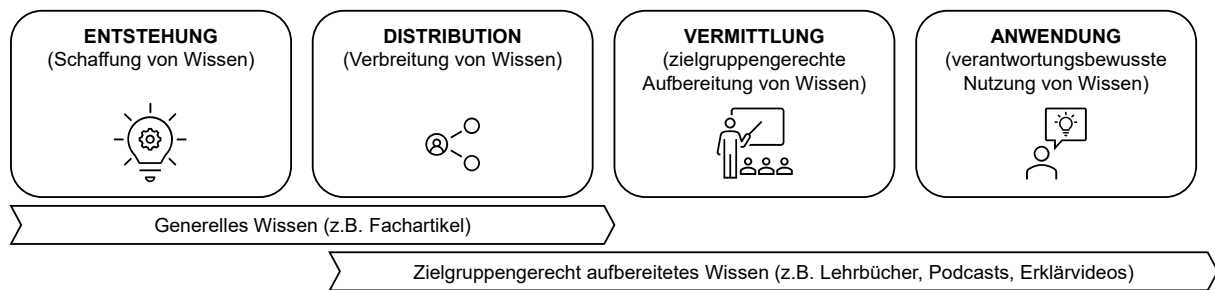 ENTSTEHUNG
(Schaffung von Wissen)
DISTRIBUTION
(Verbreitung von Wissen)
VERMITTLUNG
(zielgruppengerechte
Aufbereitung von Wissen)
ANWENDUNG
(verantwortungsbewusste
Nutzung von Wissen)
Generelles Wissen (z.B. Fachartikel)
Zielgruppengerecht aufbereitetes Wissen (z.B. Lehrbücher, Podcasts, Erklärvideos)